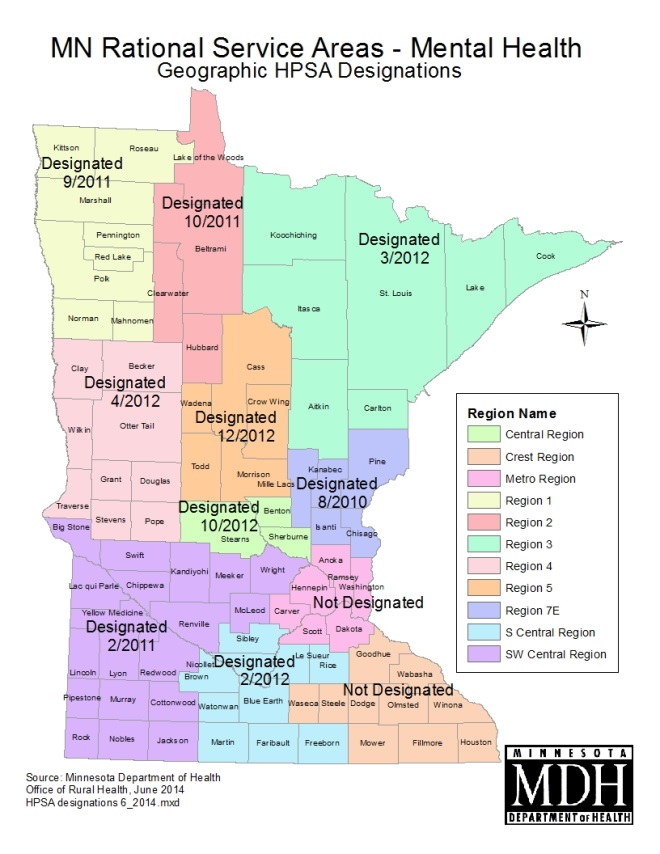 MN Rational Service Areas - Mental Health
Geographic HPSA Designations
Kittson
Roseau
Lake of the Woods
Designated
9/2011
Marshall
Designated
10/2011
Pennington
Red Lake
Polk
Beltrami
Koochiching
Designated
3/2012
Cook
Lake
St. Louis
Itasca
Clearwater
Norman
Mahnomen
N
Hubbard
Cass
Clay
Becker
Designated
4/2012
Wadena
Crow Wing
Designated
12/2012
Aitkin
Carlton
Wilkin
Otter Tail
Todd
Morrison
Mille Lacs
Kanabec
Pine
Designated
8/2010
Grant
Douglas
Traverse
Stevens
Pope
Big Stone
Designated
10/2012
Benton
Stearns
Sherburne
Isanti
Chisago
Swift
Kandiyohi
Meeker
Wright
Anoka
Ramsey
Hennepin
Washington
Not Designated
Lac qui Parle
Chippewa
McLeod
Carver
Scott
Dakota
Yellow Medicine
Renville
Designated
2/2011
Sibley
Nicollet
Designated
2/2012
Le Sueur
Rice
Goodhue
Wabasha
Lincoln
Lyon
Redwood
Brown
Not Designated
Pipestone
Murray
Cottonwood
Watonwan
Blue Earth
Waseca
Steele
Dodge
Olmsted
Winona
Rock
Nobles
Jackson
Martin
Faribault
Freeborn
Mower
Fillmore
Houston
Region Name
Central Region
Crest Region
Metro Region
Region 1
Region 2
Region 3
Region 4
Region 5
Region 7E
S Central Region
SW Central Region
Source: Minnesota Department of Health
Office of Rural Health, June 2014
HPSA designations 6_2014.mxd
MINNESOTA
MDH
DEPARTMENT OF HEALTH